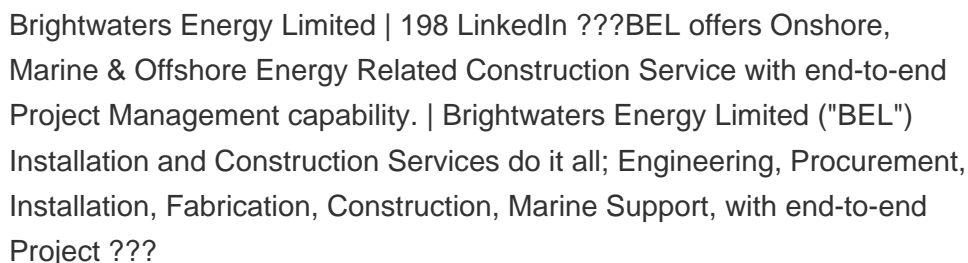 Brightwaters Energy Limited | 198 LinkedIn ???BEL offers Onshore,
Marine & Offshore Energy Related Construction Service with end-to-end
Project Management capability. | Brightwaters Energy Limited ("BEL")
Installation and Construction Services do it all; Engineering, Procurement,
Installation, Fabrication, Construction, Marine Support, with end-to-end
Project ???